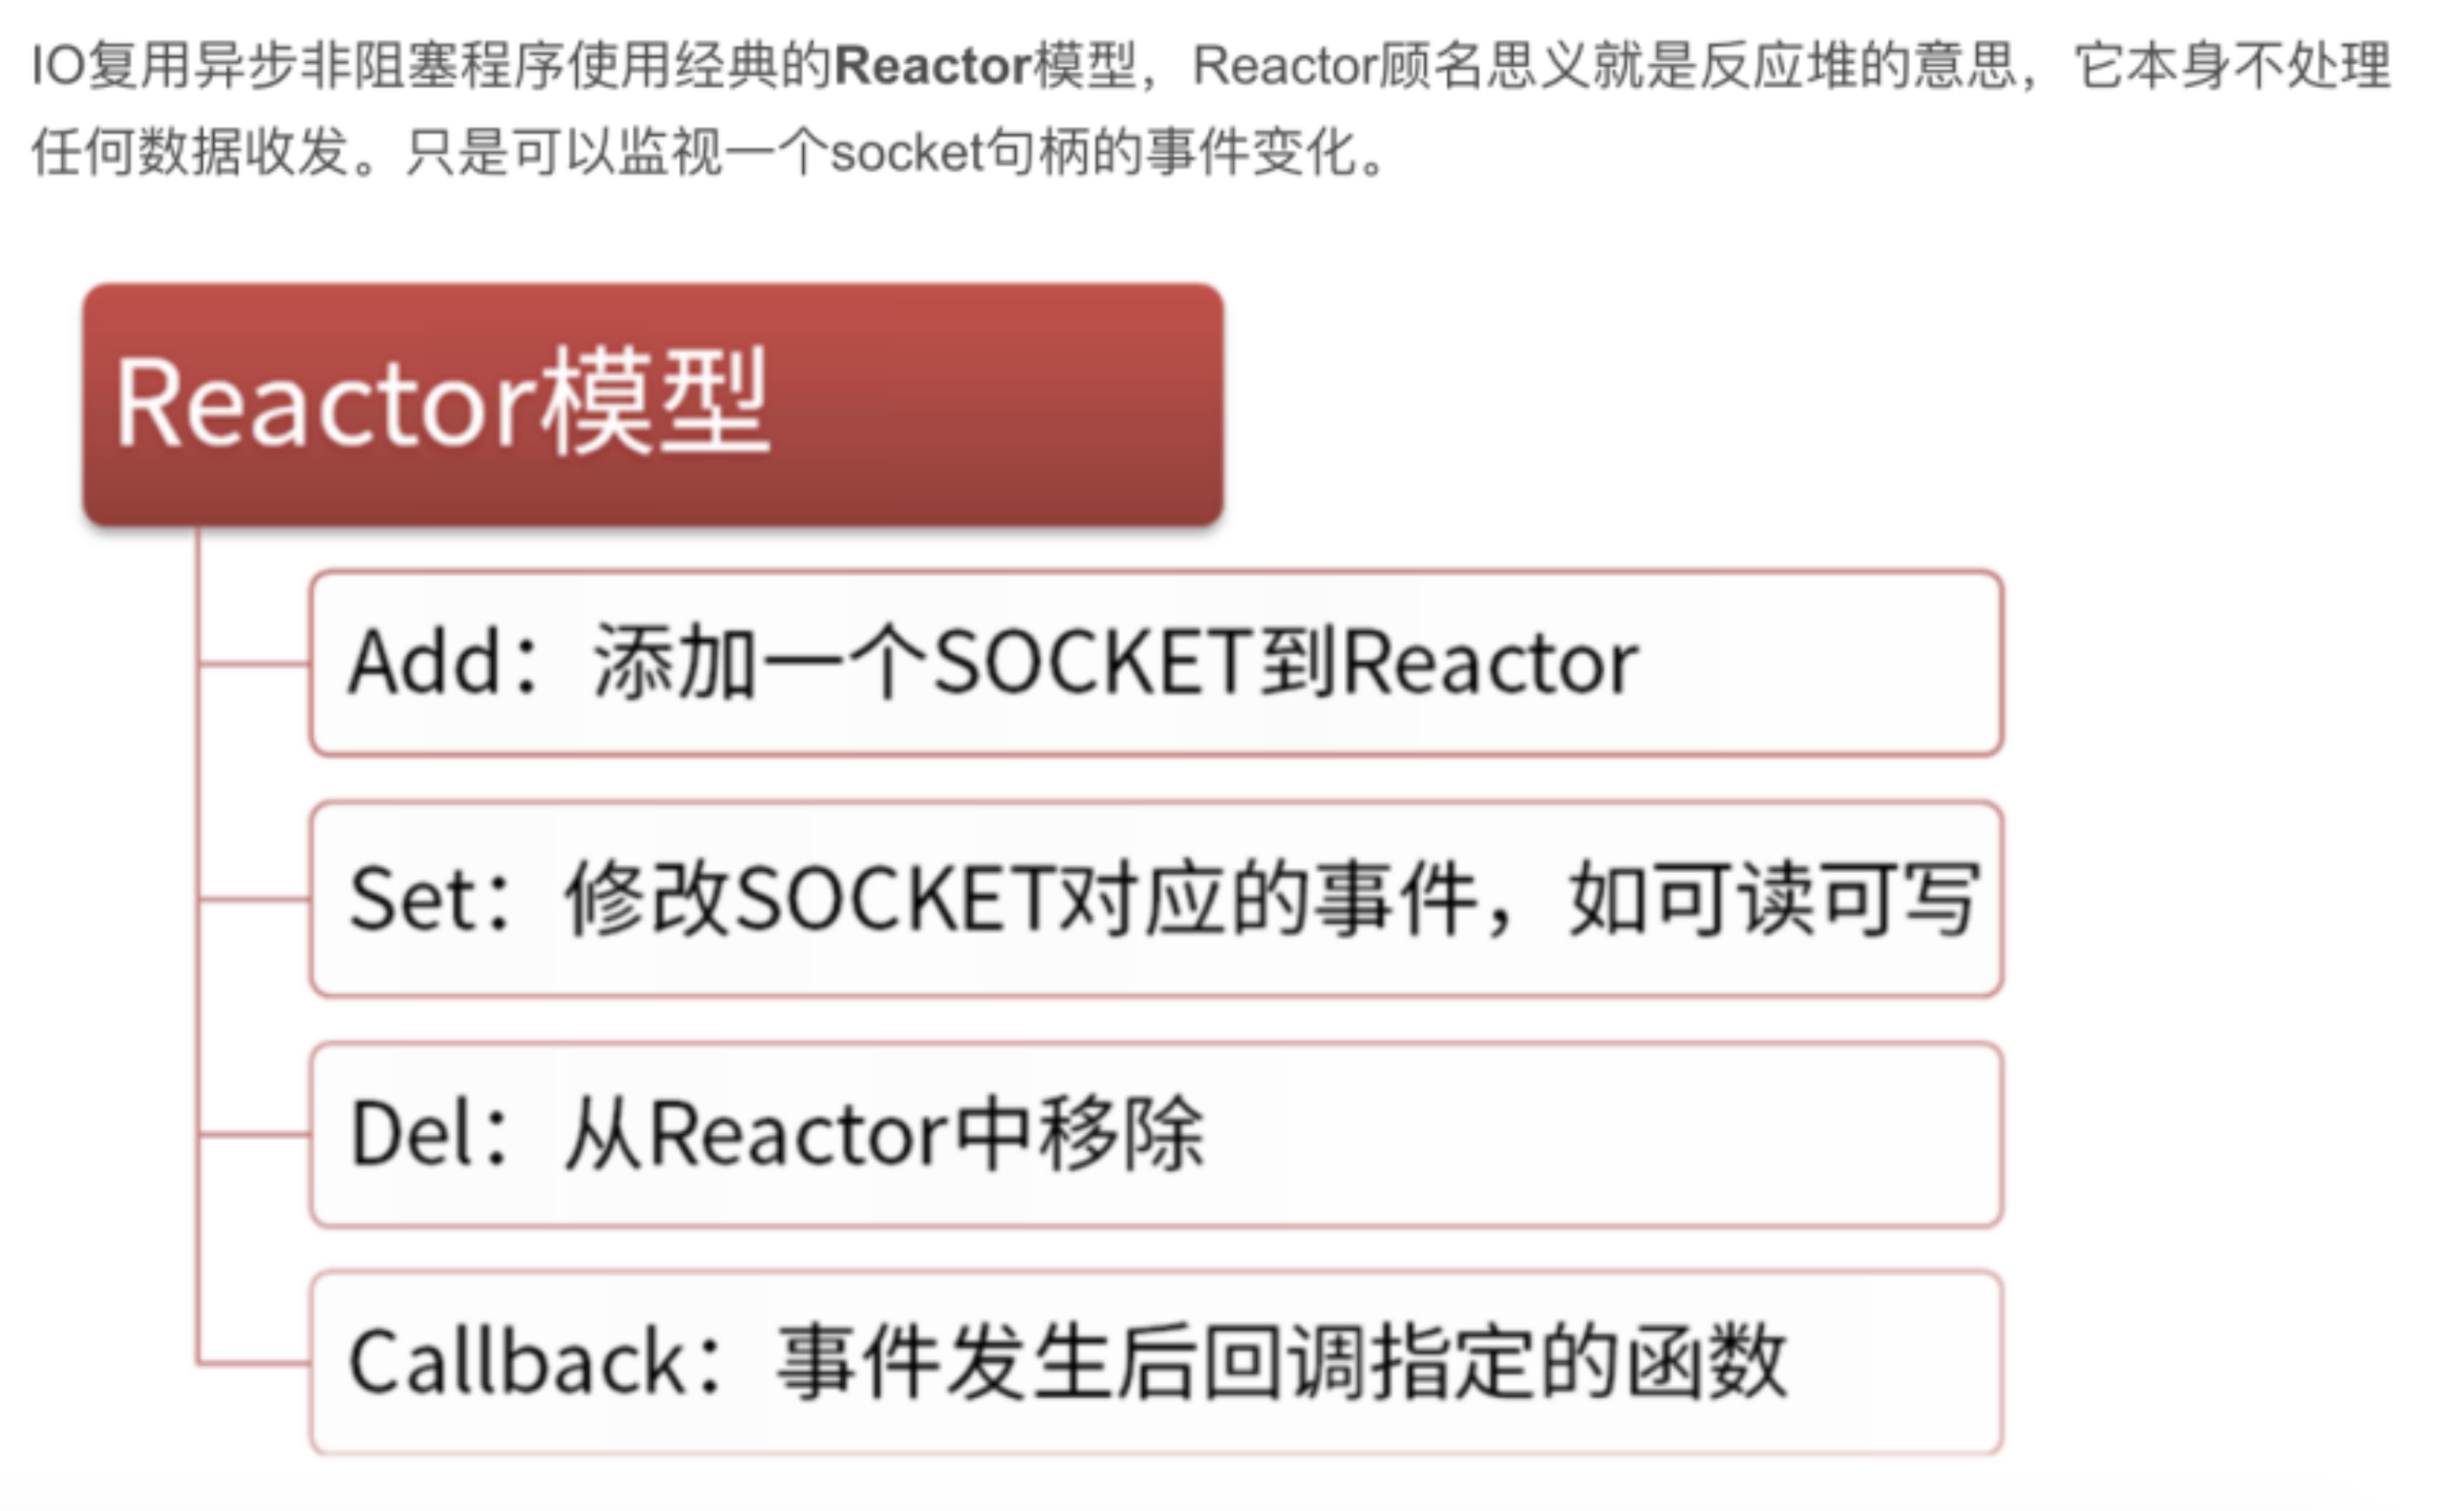 IO复用异步非阻塞程序使用经典的Reactor模型，Reactor顾名思义就是反应堆的意思，它本身不处理
任何数据收发。只是可以监视一个socket句柄的事件变化。
Reactor模型
Add：添加一个SOCKET到Reactor
Set：修改SOCKET对应的事件，如可读可写
Del：从Reactor中移除
Callback：事件发生后回调指定的函数